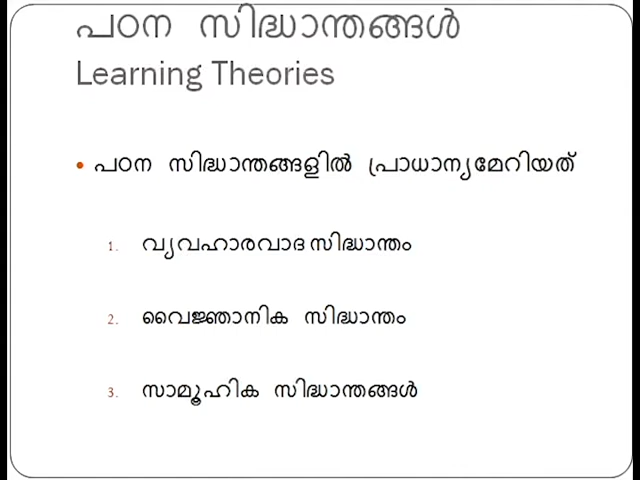 പഠന സിദ്ധാന്തങ്ങൾ
Learning Theories
• പഠന സിദ്ധാന്തങ്ങളിൽ പ്രാധാന്യമേറിയത്
1. വ്യവഹാരവാദ സിദ്ധാന്തം
2. വൈജ്ഞാനിക സിദ്ധാന്തം
3. സാമൂഹിക സിദ്ധാന്തങ്ങൾ